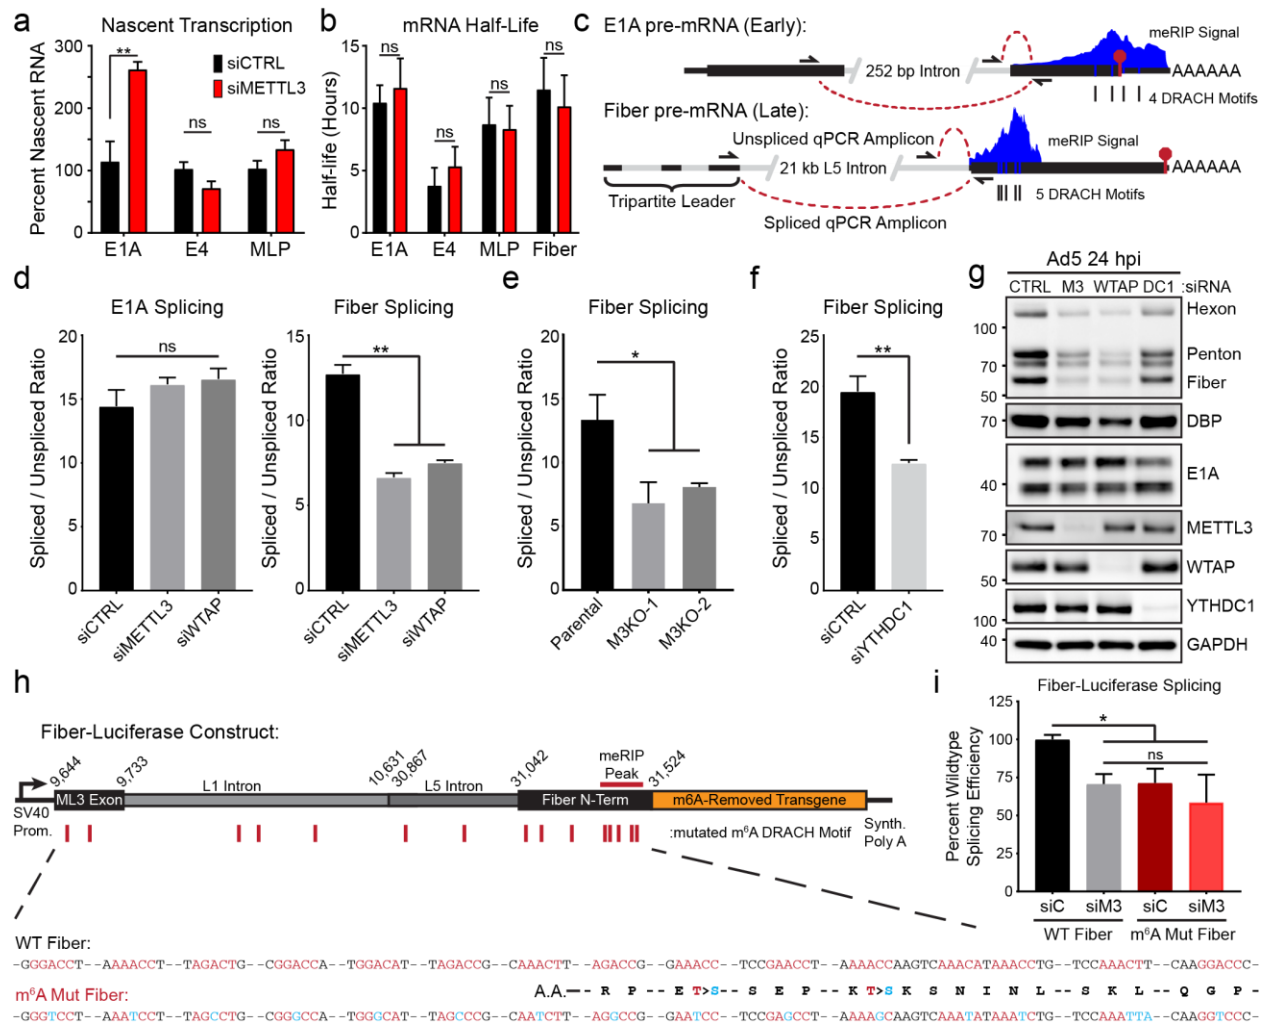 a
Nascent Transcription
Percent Nascent RNA
300
250
200
150
100
50
0
**
ns
ns
siCTRL
siMETTL3
E1A
E4
MLP
b
mRNA Half-Life
Half-life (Hours)
15
10
5
0
ns
ns
ns
ns
E1A
E4
MLP
Fiber
c
E1A pre-mRNA (Early):
252 bp Intron
meRIP Signal
AAAAAA
4 DRACH Motifs
Fiber pre-mRNA (Late):
Unspliced qPCR Amplicon
21 kb L5 Intron
meRIP Signal
AAAAAA
Tripartite Leader
5 DRACH Motifs
Spliced qPCR Amplicon
d
E1A Splicing
Spliced / Unspliced Ratio
20
15
10
5
0
ns
siCTRL
siMETTL3
siWTAP
Fiber Splicing
Spliced / Unspliced Ratio
15
10
5
0
**
siCTRL
siMETTL3
siWTAP
e
Fiber Splicing
Spliced / Unspliced Ratio
20
15
10
5
0
*
Parental
M3KO-1
M3KO-2
f
Fiber Splicing
Spliced / Unspliced Ratio
25
20
15
10
5
0
**
siCTRL
siYTHDC1
g
Ad5 24 hpi
CTRL M3 WTAP DC1 :siRNA
Hexon
100
Penton
70
Fiber
50
70
DBP
E1A
40
METTL3
70
WTAP
50
YTHDC1
100
40
GAPDH
h
Fiber-Luciferase Construct:
9,644
9,733
10,631
30,867
31,042
31,524
meRIP
Peak
L1 Intron
L5 Intron
ML3 Exon
Fiber N-Term
m6A-Removed Transgene
SV40
Prom.
:mutated m⁶A DRACH Motif
Synth.
Poly A
WT Fiber:
-GGGACCT--AAAACCT--TAGACTG--CGGACCA--TGGACAT--TAGACCG--CAAACTT--AGACCG--GAAACC--TCCGAACCT--AAAACCAAGTCAAACATAAACCTG--TCCAAACTT--CAAGGACCC-
m⁶A Mut Fiber:
A.A.— R P E T>S S E P K T>S K S N I N L - S K L - Q G P -
-GGGTCCT--AAATCCT--TAGCCTG--CGGGCCA--TGGGCAT--TAGCCCG--CAATCTT--AGGCCG--GAATCC--TCCGAGCCT--AAAAGCAAGTCAAATATAAATCTG--TCCAAATTA--CAAGGTCCC-
i
Fiber-Luciferase Splicing
Percent Wildtype
Splicing Efficiency
125
100
75
50
25
0
*
ns
siC
siM3
siC
siM3
WT Fiber
m⁶A Mut Fiber